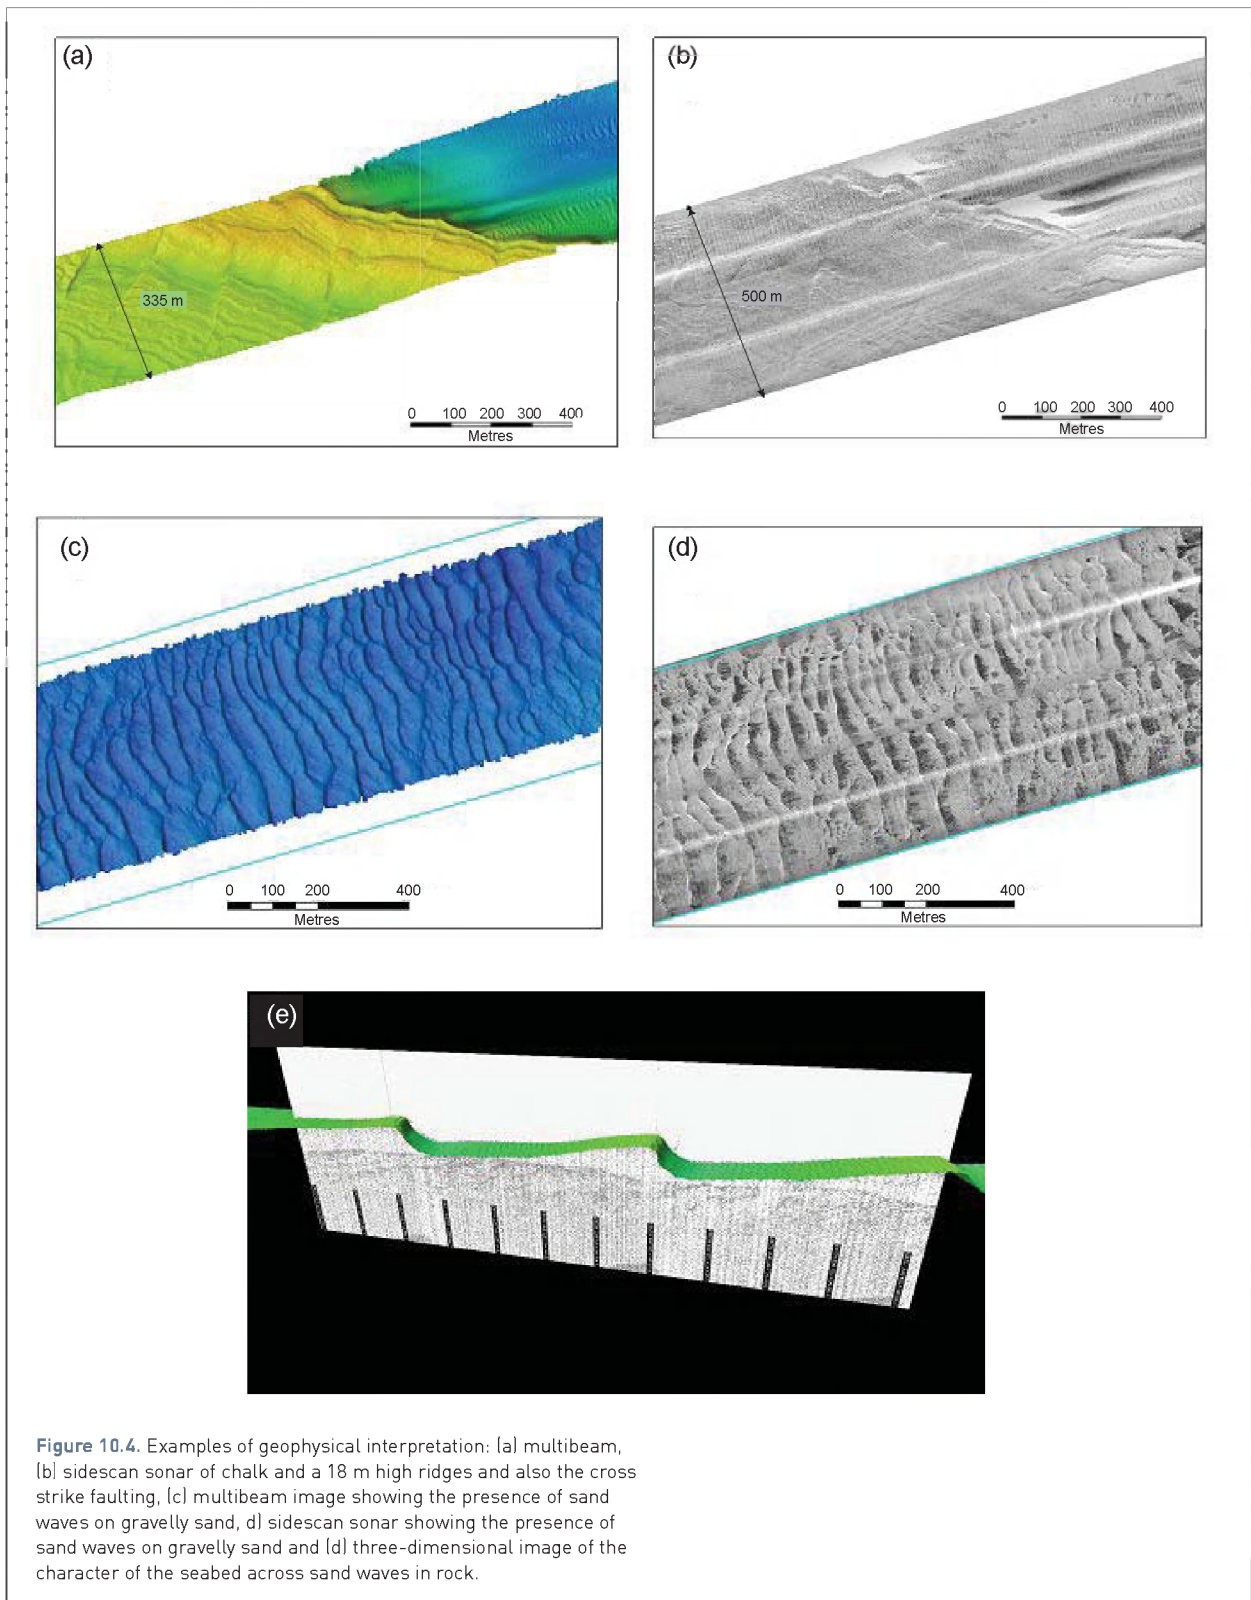 (a)
335 m
0 100 200 300 400
Metres
(b)
500 m
0 100 200 300 400
Metres
(c)
0 100 200 400
Metres
(d)
0 100 200 400
Metres
(e)
Figure 10.4. Examples of geophysical interpretation: (a) multibeam,
(b) sidescan sonar of chalk and a 18 m high ridges and also the cross
strike faulting, (c) multibeam image showing the presence of sand
waves on gravelly sand, d) sidescan sonar showing the presence of
sand waves on gravelly sand and (d) three-dimensional image of the
character of the seabed across sand waves in rock.